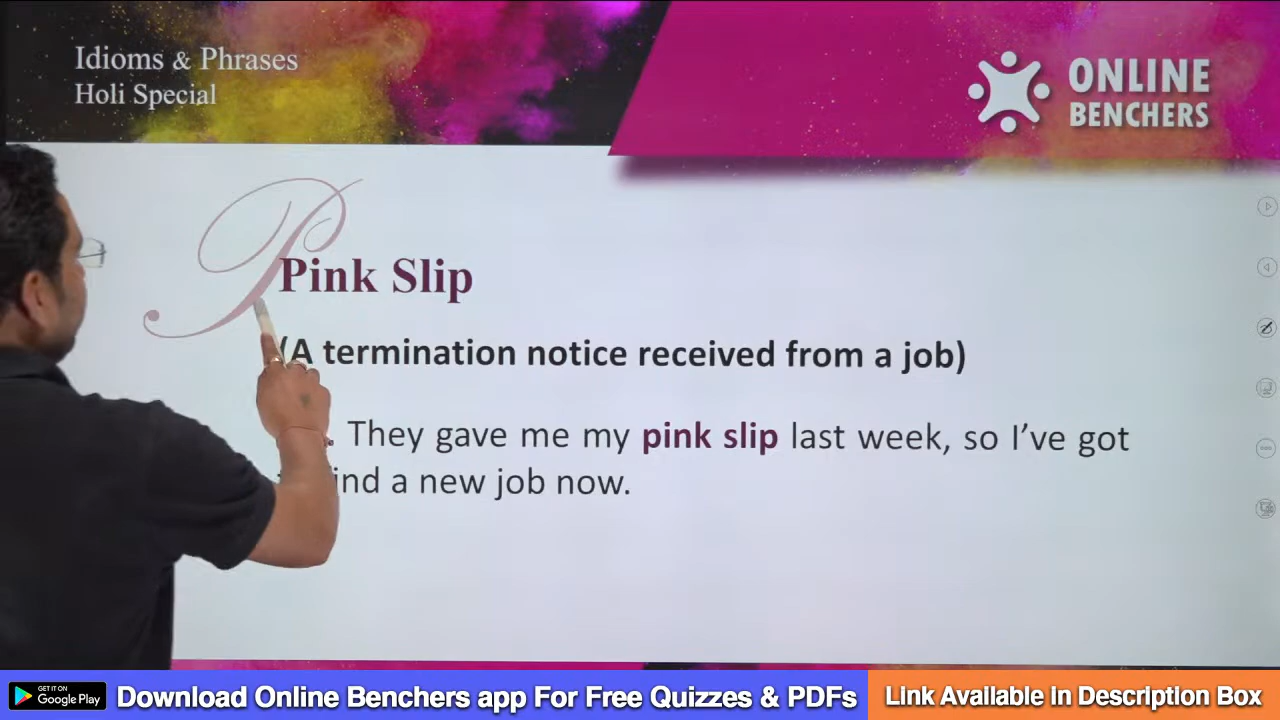 Idioms & Phrases
Holi Special
ONLINE
BENCHERS
P
Pink Slip
(A termination notice received from a job)
. They gave me my pink slip last week, so I've got
ind a new job now.
GET IT ON
Google Play
Download Online Benchers app For Free Quizzes & PDFs
Link Available In Description Box